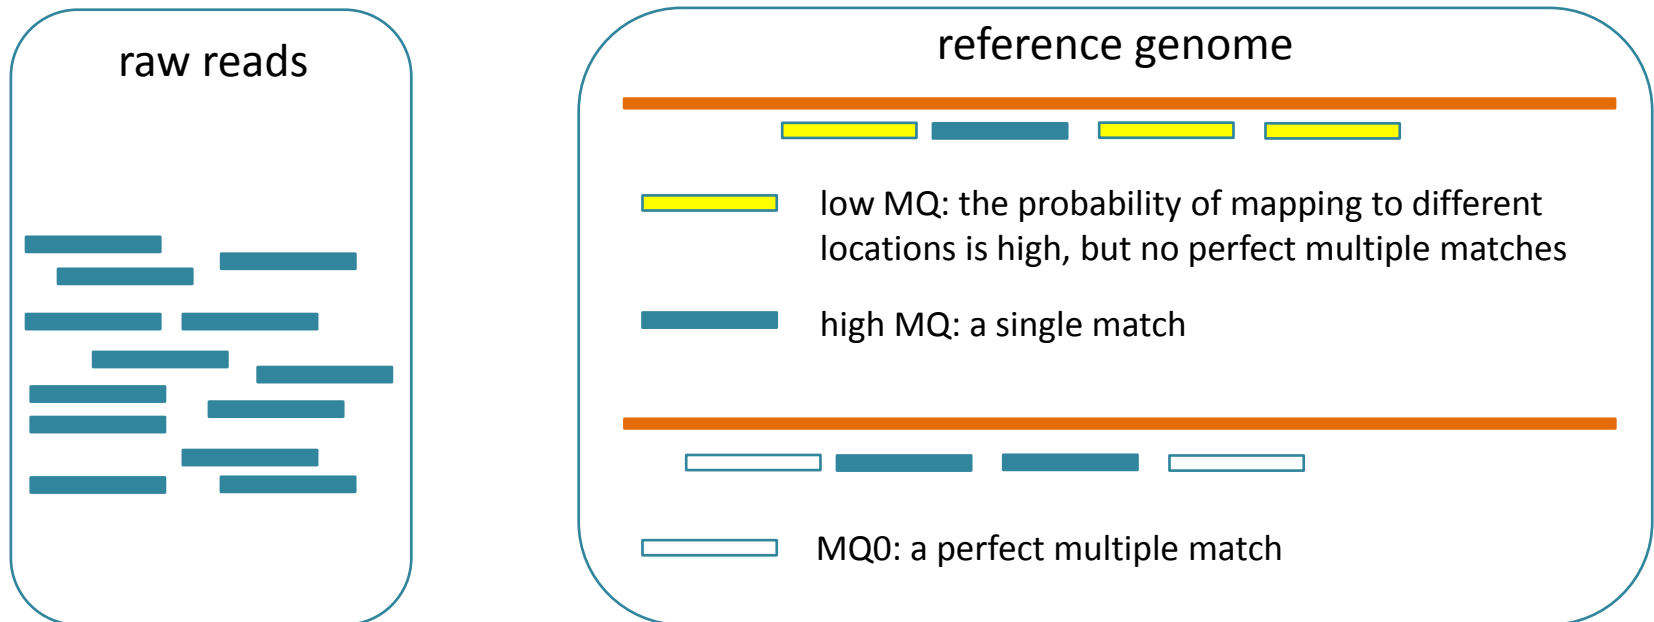 raw reads
reference genome
low MQ: the probability of mapping to different
locations is high, but no perfect multiple matches
high MQ: a single match
MQ0: a perfect multiple match